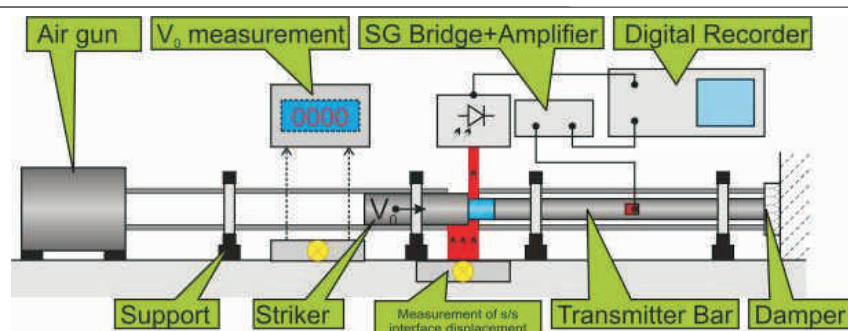 Air gun
V₀ measurement
SG Bridge+Amplifier
Digital Recorder
0000
V₀
Support
Striker
Measurement of s/s
interface displacement
Transmitter Bar
Damper